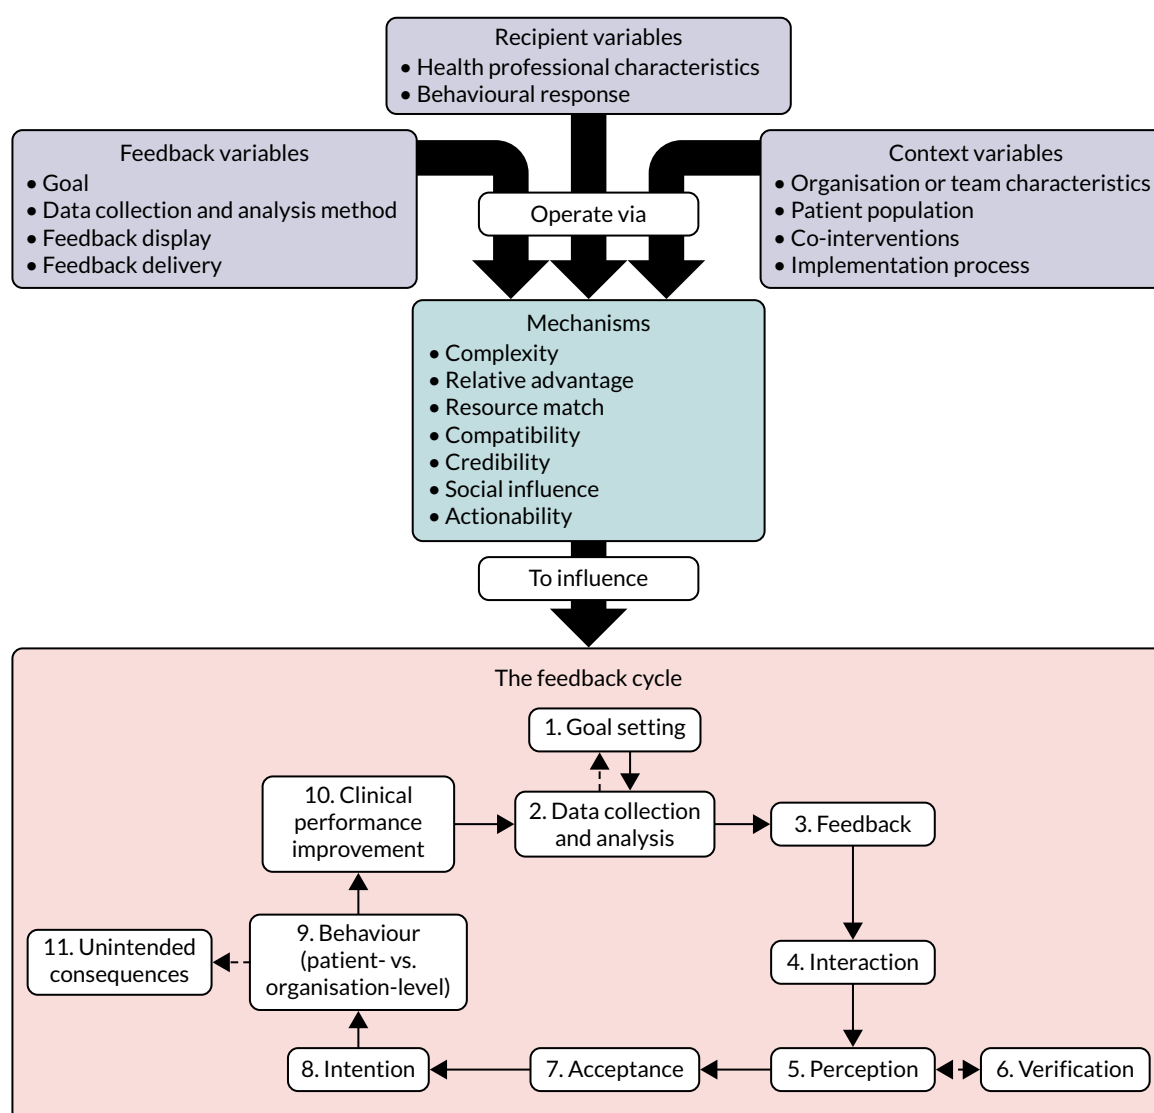 Recipient variables
• Health professional characteristics
• Behavioural response
Feedback variables
• Goal
• Data collection and analysis method
• Feedback display
• Feedback delivery
Context variables
• Organisation or team characteristics
• Patient population
• Co-interventions
• Implementation process
Operate via
Mechanisms
• Complexity
• Relative advantage
• Resource match
• Compatibility
• Credibility
• Social influence
• Actionability
To influence
The feedback cycle
1. Goal setting
2. Data collection
and analysis
3. Feedback
4. Interaction
5. Perception
6. Verification
7. Acceptance
8. Intention
9. Behaviour
(patient- vs.
organisation-level)
10. Clinical
performance
improvement
11. Unintended
consequences